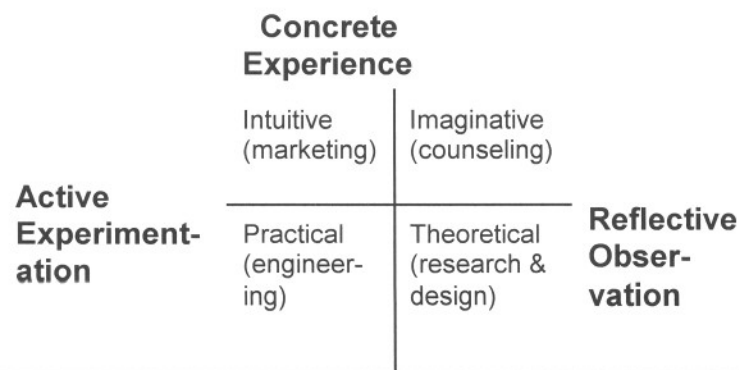 Concrete
Experience
Intuitive
(marketing)
Imaginative
(counseling)
Active
Experiment-
ation
Practical
(engineer-
ing)
Theoretical
(research &
design)
Reflective
Obser-
vation